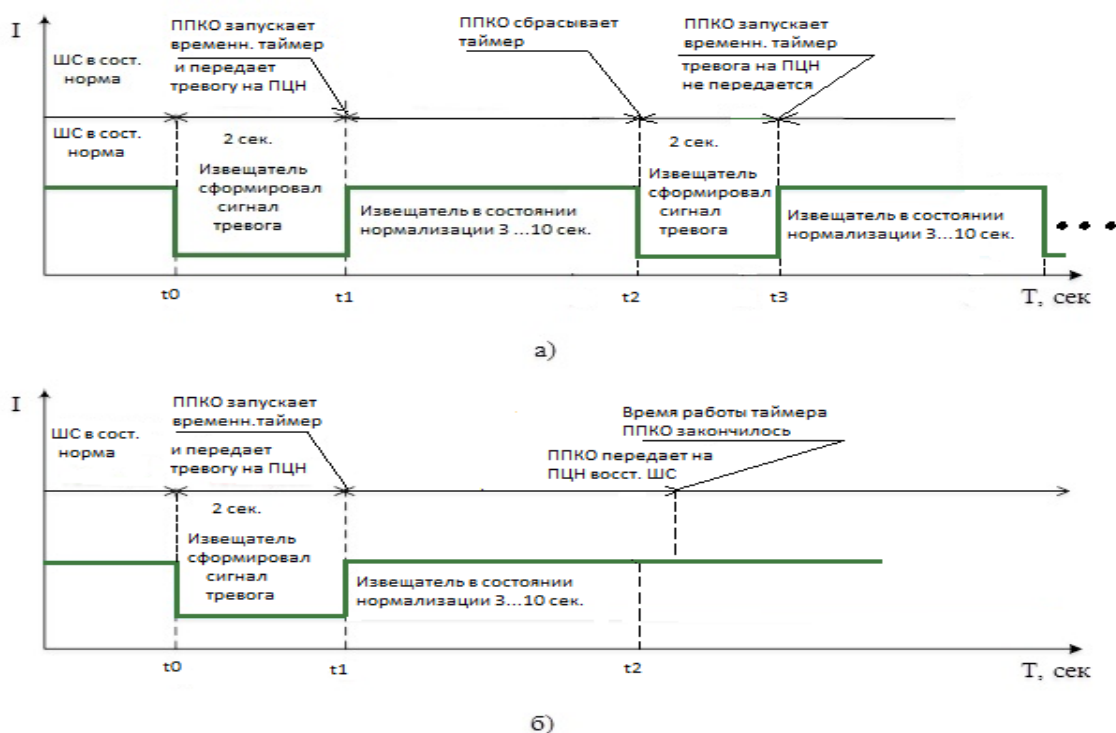 I
ППКО запускает
временн. таймер
и передает
тревогу на ПЦН
ППКО сбрасывает
таймер
ППКО запускает
временн. таймер
тревога на ПЦН
не передается
ШС в сост.
норма
ШС в сост.
норма
2 сек.
Извещатель
сформировал
сигнал
тревога
Извещатель в состоянии
нормализации 3...10 сек.
2 сек.
Извещатель
сформировал
сигнал
тревога
Извещатель в состоянии
нормализации 3...10 сек.
t0
t1
t2
t3
Т, сек
а)
I
ШС в сост.
норма
ППКО запускает
временн.таймер
и передает
тревогу на ПЦН
Время работы таймера
ППКО закончилось
ППКО передает на
ПЦН восст. ШС
2 сек.
Извещатель
сформировал
сигнал
тревога
Извещатель в состоянии
нормализации 3...10 сек.
t0
t1
t2
Т, сек
б)